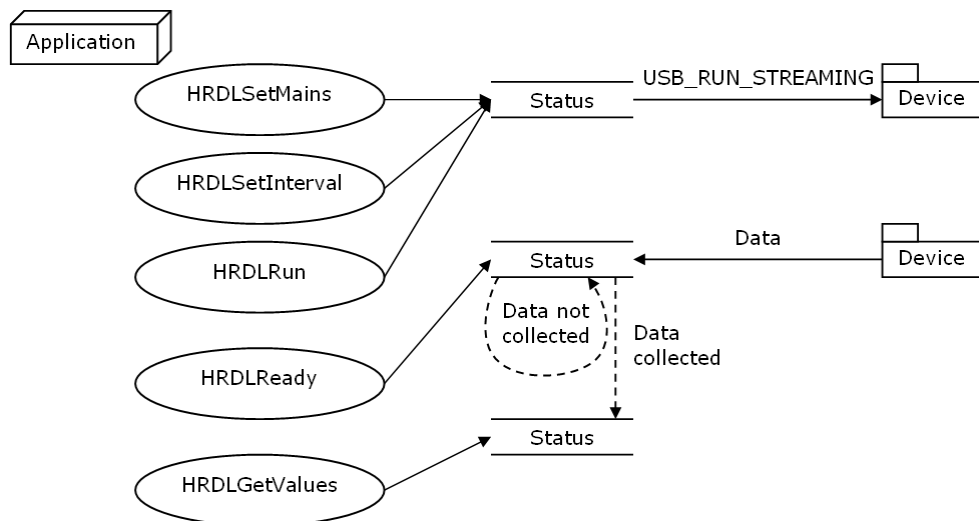 Application
HRDLSetMains
Status
USB_RUN_STREAMING
Device
HRDLSetInterval
HRDLRun
Status
Data
Device
Data not
collected
Data
collected
HRDLReady
Status
HRDLGetValues